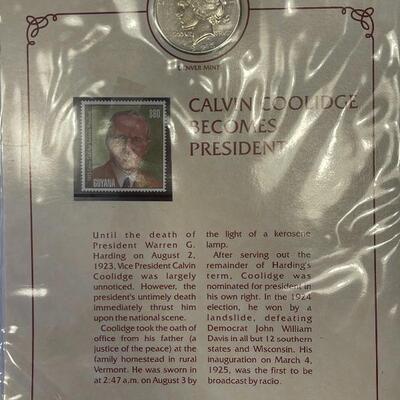 DENVER MINT
CALVIN COOLIDGE
BECOMES
PRESIDENT
$80
GUYANA
Until the death of
President Warren G.
Harding on August 2,
1923, Vice President Calvin
Coolidge was largely
unnoticed. However, the
president's untimely death
immediately thrust him
upon the national scene.
Coolidge took the oath of
office from his father (a
justice of the peace) at the
family homestead in rural
Vermont. He was sworn in
at 2:47 a.m. on August 3 by
the light of a kerosene
lamp.
After serving out the
remainder of Harding's
term, Coolidge was
nominated for president in
his own right. In the 1924
election, he won by a
landslide, defeating
Democrat John William
Davis in all but 12 southern
states and Wisconsin. His
inauguration on March 4,
1925, was the first to be
broadcast by radio.